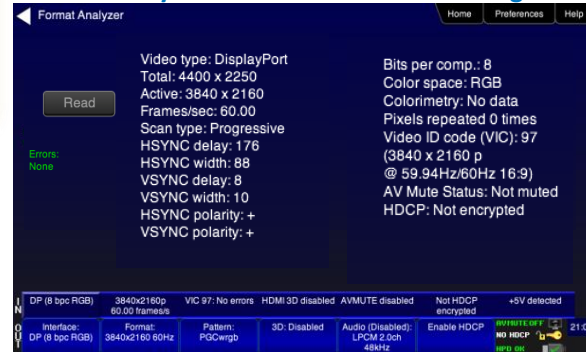 Format Analyzer
Home
Preferences
Help
Read
Errors:
None
Video type: DisplayPort
Total: 4400 x 2250
Active: 3840 x 2160
Frames/sec: 60.00
Scan type: Progressive
HSYNC delay: 176
HSYNC width: 88
VSYNC delay: 8
VSYNC width: 10
HSYNC polarity: +
VSYNC polarity: +
Bits per comp.: 8
Color space: RGB
Colorimetry: No data
Pixels repeated 0 times
Video ID code (VIC): 97
(3840 x 2160 p
@ 59.94Hz/60Hz 16:9)
AV Mute Status: Not muted
HDCP: Not encrypted
IN
DP (8 bpc RGB)
3840x2160p
60.00 frames/s
VIC 97: No errors
HDMI 3D disabled
AVMUTE disabled
Not HDCP
encrypted
+5V detected
OUT
Interface:
DP (8 bpc RGB)
Format:
3840x2160 60Hz
Pattern:
PGCwrgb
3D: Disabled
Audio (Disabled):
LPCM 2.0ch
48kHz
Enable HDCP
AVMUTE OFF
NO HDCP
HPD OK